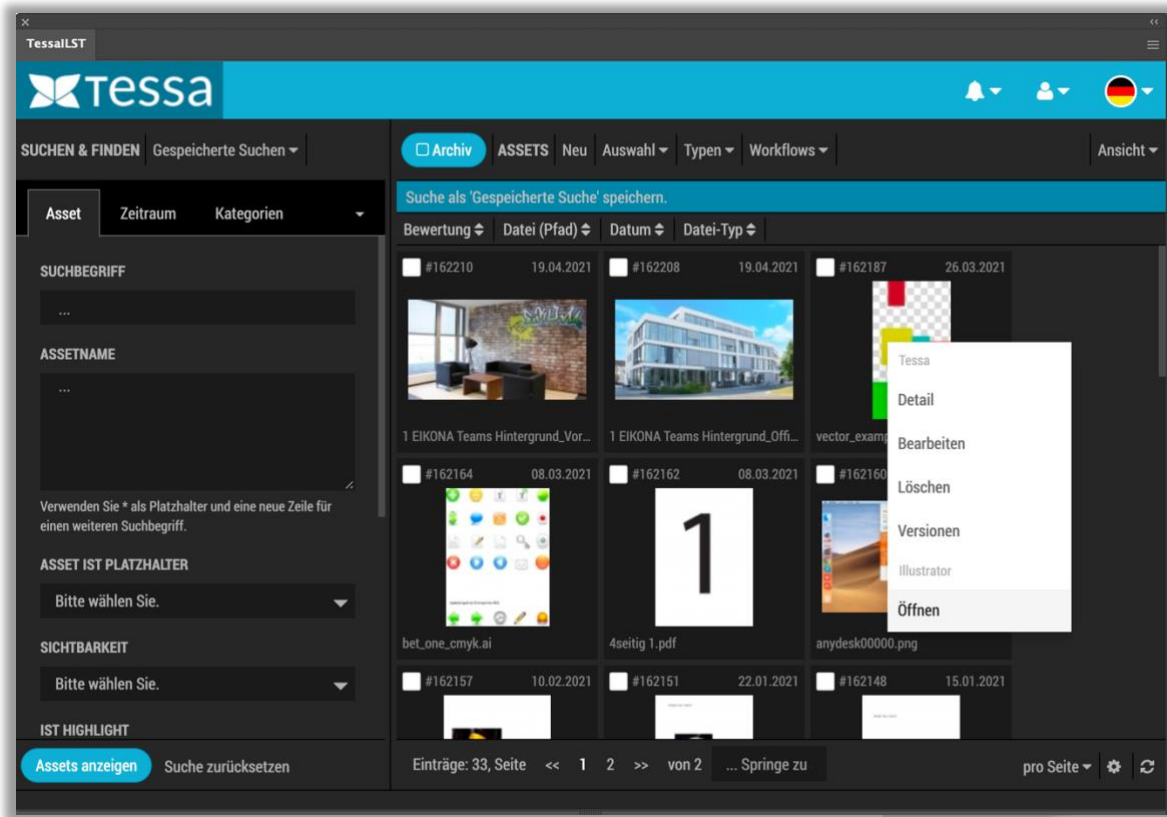 TessaILST
Tessa
SUCHEN & FINDEN Gespeicherte Suchen
Archiv ASSETS Neu Auswahl Typen Workflows Ansicht
Suche als 'Gespeicherte Suche' speichern.
Asset Zeitraum Kategorien
Bewertung Datei (Pfad) Datum Datei-Typ
SUCHBEGRIFF
...
ASSETNAME
...
Verwenden Sie * als Platzhalter und eine neue Zeile für
einen weiteren Suchbegriff.
ASSET IST PLATZHALTER
Bitte wählen Sie.
SICHTBARKEIT
Bitte wählen Sie.
IST HIGHLIGHT
Assets anzeigen Suche zurücksetzen
#162210 19.04.2021 #162208 19.04.2021 #162187 26.03.2021
1 EIKONA Teams Hintergrund_Vor... 1 EIKONA Teams Hintergrund_Offi... vector_examp
#162164 08.03.2021 #162162 08.03.2021 #162160
1
bet_one_cmyk.ai 4seitig 1.pdf anydesk00000.png
#162157 10.02.2021 #162151 22.01.2021 #162148 15.01.2021
Tessa
Detail
Bearbeiten
Löschen
Versionen
Illustrator
Öffnen
Einträge: 33, Seite << 1 2 >> von 2 ... Springe zu pro Seite